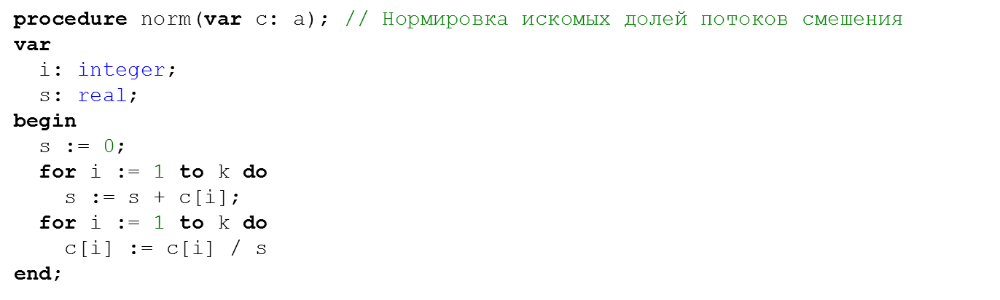 procedure norm(var c: a); // Нормировка искомых долей потоков смешения
var
  i: integer;
  s: real;
begin
  s := 0;
  for i := 1 to k do
    s := s + c[i];
  for i := 1 to k do
    c[i] := c[i] / s
end;